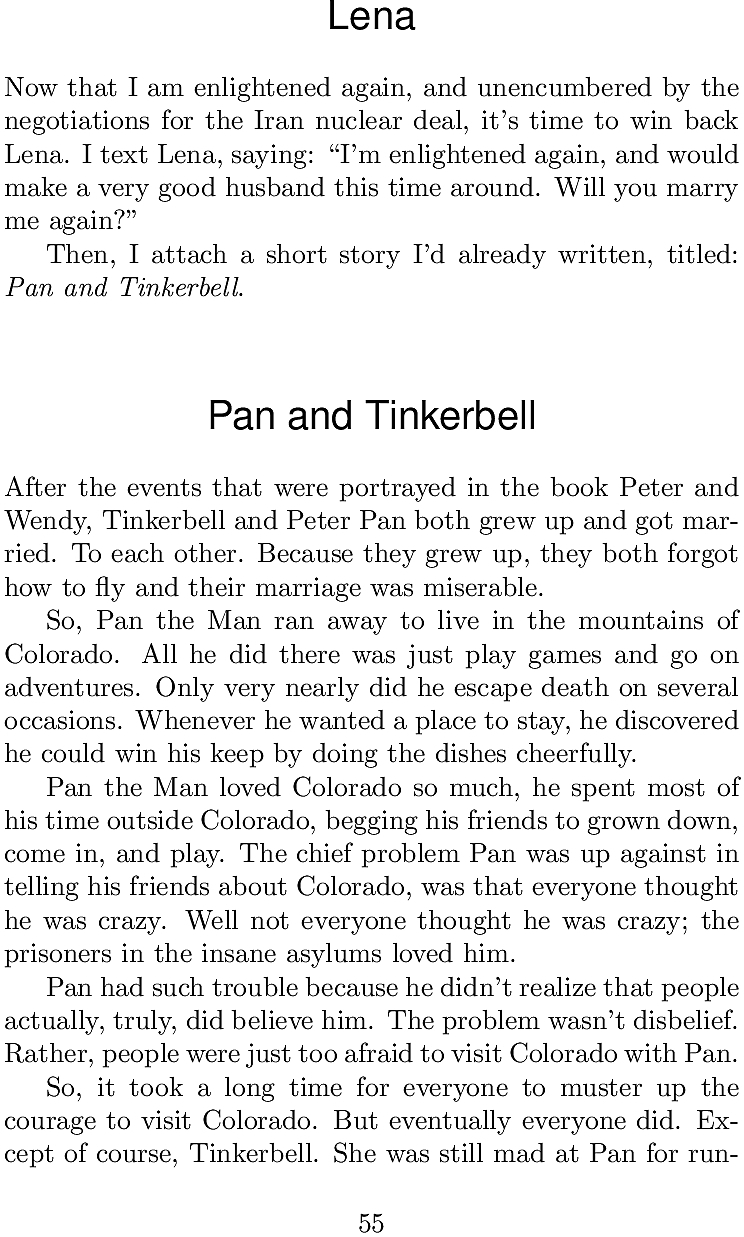 Lena
Now that I am enlightened again, and unencumbered by the
negotiations for the Iran nuclear deal, it's time to win back
Lena. I text Lena, saying: “I'm enlightened again, and would
make a very good husband this time around. Will you marry
me again?”
Then, I attach a short story I'd already written, titled:
Pan and Tinkerbell.
Pan and Tinkerbell
After the events that were portrayed in the book Peter and
Wendy, Tinkerbell and Peter Pan both grew up and got mar-
ried. To each other. Because they grew up, they both forgot
how to fly and their marriage was miserable.
So, Pan the Man ran away to live in the mountains of
Colorado. All he did there was just play games and go on
adventures. Only very nearly did he escape death on several
occasions. Whenever he wanted a place to stay, he discovered
he could win his keep by doing the dishes cheerfully.
Pan the Man loved Colorado so much, he spent most of
his time outside Colorado, begging his friends to grown down,
come in, and play. The chief problem Pan was up against in
telling his friends about Colorado, was that everyone thought
he was crazy. Well not everyone thought he was crazy; the
prisoners in the insane asylums loved him.
Pan had such trouble because he didn't realize that people
actually, truly, did believe him. The problem wasn't disbelief.
Rather, people were just too afraid to visit Colorado with Pan.
So, it took a long time for everyone to muster up the
courage to visit Colorado. But eventually everyone did. Ex-
cept of course, Tinkerbell. She was still mad at Pan for run-
55